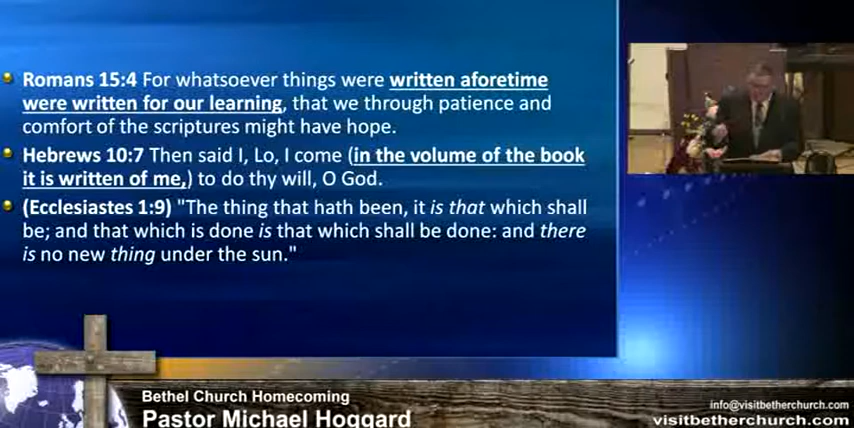 Romans 15:4 For whatsoever things were written aforetime
were written for our learning, that we through patience and
comfort of the scriptures might have hope.
Hebrews 10:7 Then said I, Lo, I come (in the volume of the book
it is written of me,) to do thy will, O God.
(Ecclesiastes 1:9) "The thing that hath been, it is that which shall
be; and that which is done is that which shall be done: and there
is no new thing under the sun."
Bethel Church Homecoming
Pastor Michael Hoggard
info@visitbetherchurch.com
visitbetherchurch.com